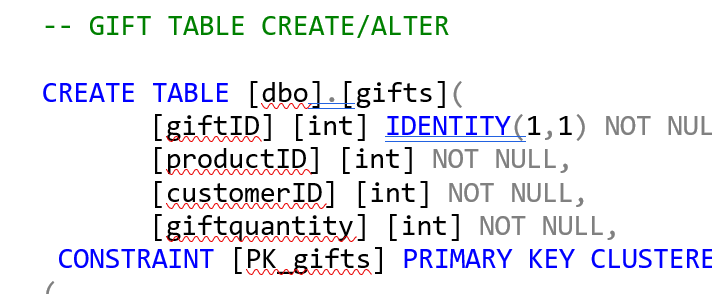 -- GIFT TABLE CREATE/ALTER
CREATE TABLE [dbo].[gifts](
[giftID] [int] IDENTITY(1,1) NOT NUL
[productID] [int] NOT NULL,
[customerID] [int] NOT NULL,
[giftquantity] [int] NOT NULL,
CONSTRAINT [PK_gifts] PRIMARY KEY CLUSTERE
(